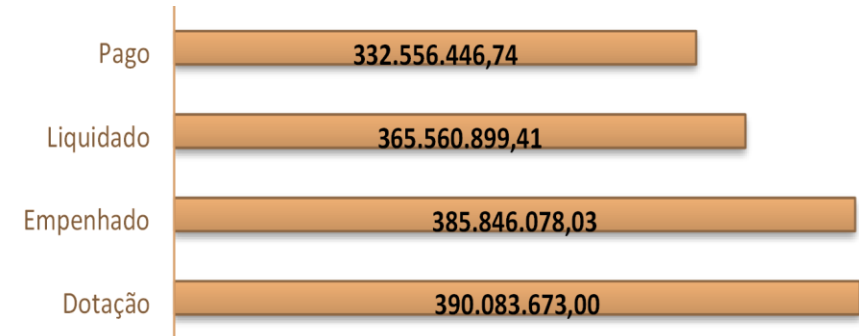 Pago 332.556.446,74
Liquidado 365.560.899,41
Empenhado 385.846.078,03
Dotação 390.083.673,00